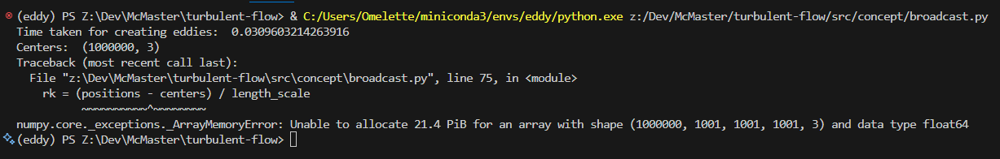 (eddy) PS Z:\Dev\McMaster\turbulent-flow> & C:/Users/Omelette/miniconda3/envs/eddy/python.exe z:/Dev/McMaster/turbulent-flow/src/concept/broadcast.py
Time taken for creating eddies:  0.0309603214263916
Centers:  (1000000, 3)
Traceback (most recent call last):
  File "z:\Dev\McMaster\turbulent-flow\src\concept\broadcast.py", line 75, in <module>
    rk = (positions - centers) / length_scale
          ~~~~~~~~~~^~~~~~~~~
numpy.core._exceptions._ArrayMemoryError: Unable to allocate 21.4 PiB for an array with shape (1000000, 1001, 1001, 1001, 3) and data type float64
(eddy) PS Z:\Dev\McMaster\turbulent-flow>